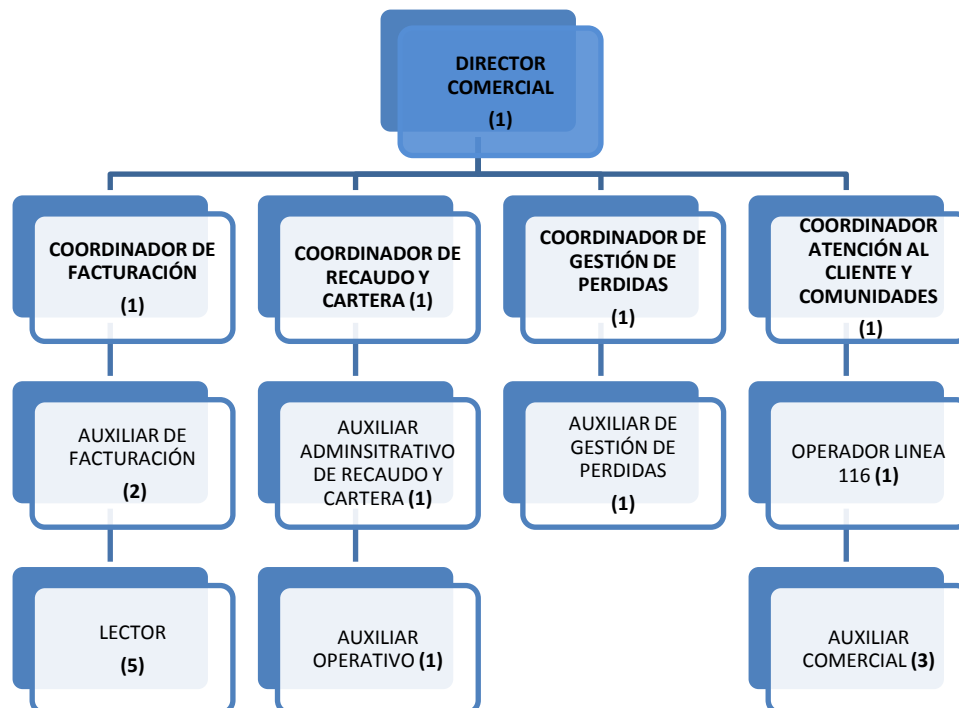 DIRECTOR
COMERCIAL
(1)
COORDINADOR DE
FACTURACIÓN
(1)
COORDINADOR DE
RECAUDO Y
CARTERA (1)
COORDINADOR DE
GESTIÓN DE
PERDIDAS
(1)
COORDINADOR
ATENCIÓN AL
CLIENTE Y
COMUNIDADES
(1)
AUXILIAR DE
FACTURACIÓN
(2)
AUXILIAR
ADMINSITRATIVO
DE RECAUDO Y
CARTERA (1)
AUXILIAR DE
GESTIÓN DE
PERDIDAS
(1)
OPERADOR LINEA
116 (1)
LECTOR
(5)
AUXILIAR
OPERATIVO (1)
AUXILIAR
COMERCIAL (3)